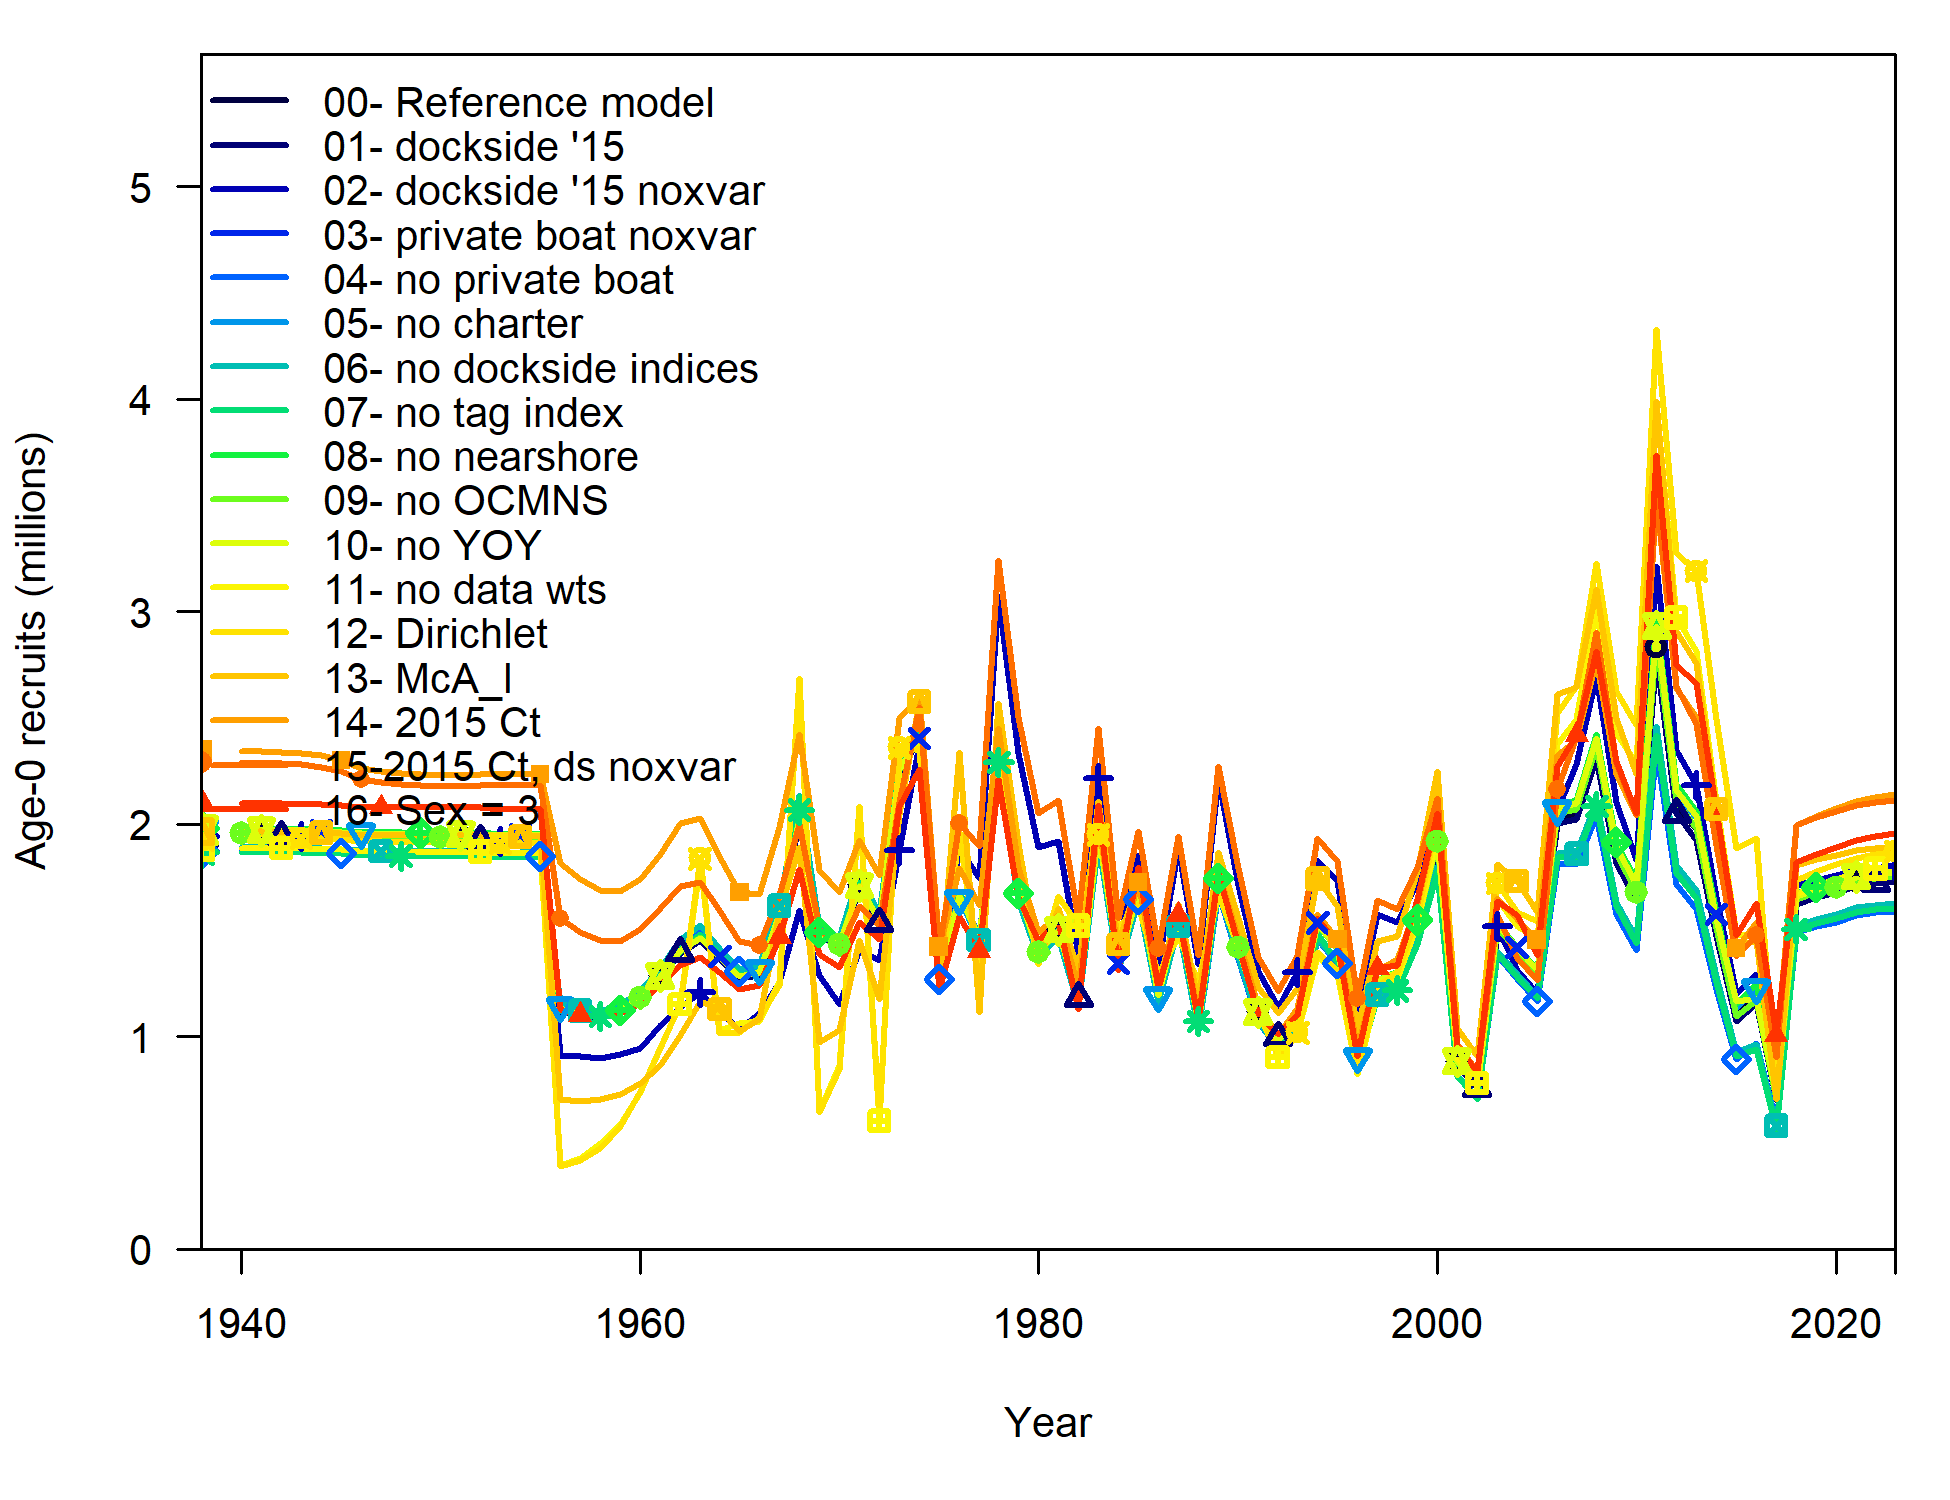 00- Reference model
01- dockside '15
02- dockside '15 noxvar
03- private boat noxvar
04- no private boat
05- no charter
06- no dockside indices
07- no tag index
08- no nearshore
09- no OCMNS
10- no YOY
11- no data wts
12- Dirichlet
13- McA_I
14- 2015 Ct
15-2015 Ct, ds noxvar
16- Sex = 3
Age-0 recruits (millions)
5
4
3
2
1
0
1940 1960 1980 2000 2020
Year